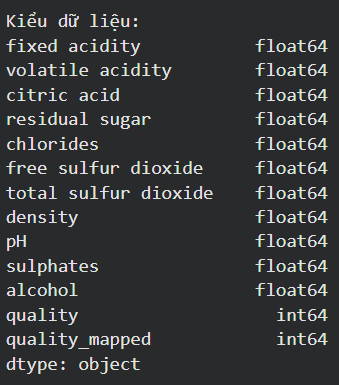 Kiểu dữ liệu:
fixed acidity           float64
volatile acidity        float64
citric acid             float64
residual sugar          float64
chlorides               float64
free sulfur dioxide     float64
total sulfur dioxide    float64
density                 float64
pH                      float64
sulphates               float64
alcohol                 float64
quality                   int64
quality_mapped            int64
dtype: object